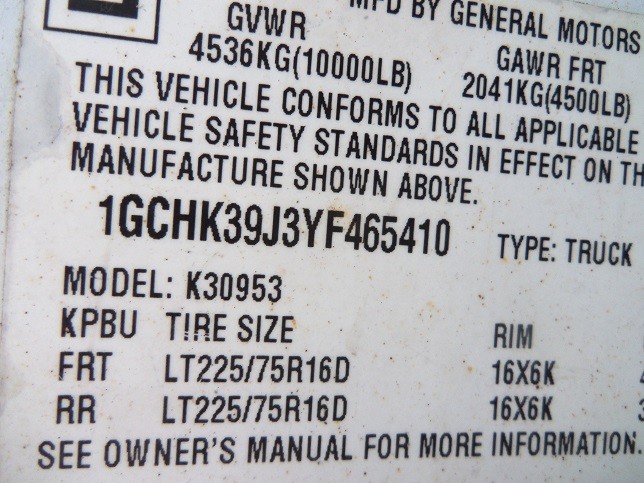 MFD BY GENERAL MOTORS
GVWR
GAWR FRT
4536KG(10000LB)
2041KG(4500LB)
THIS VEHICLE CONFORMS TO ALL APPLICABLE
VEHICLE SAFETY STANDARDS IN EFFECT ON TH
MANUFACTURE SHOWN ABOVE.
1GCHK39J3YF465410 TYPE: TRUCK
MODEL: K30953
KPBU TIRE SIZE RIM
FRT LT225/75R16D 16X6K
RR LT225/75R16D 16X6K
SEE OWNER'S MANUAL FOR MORE INFORMATION.